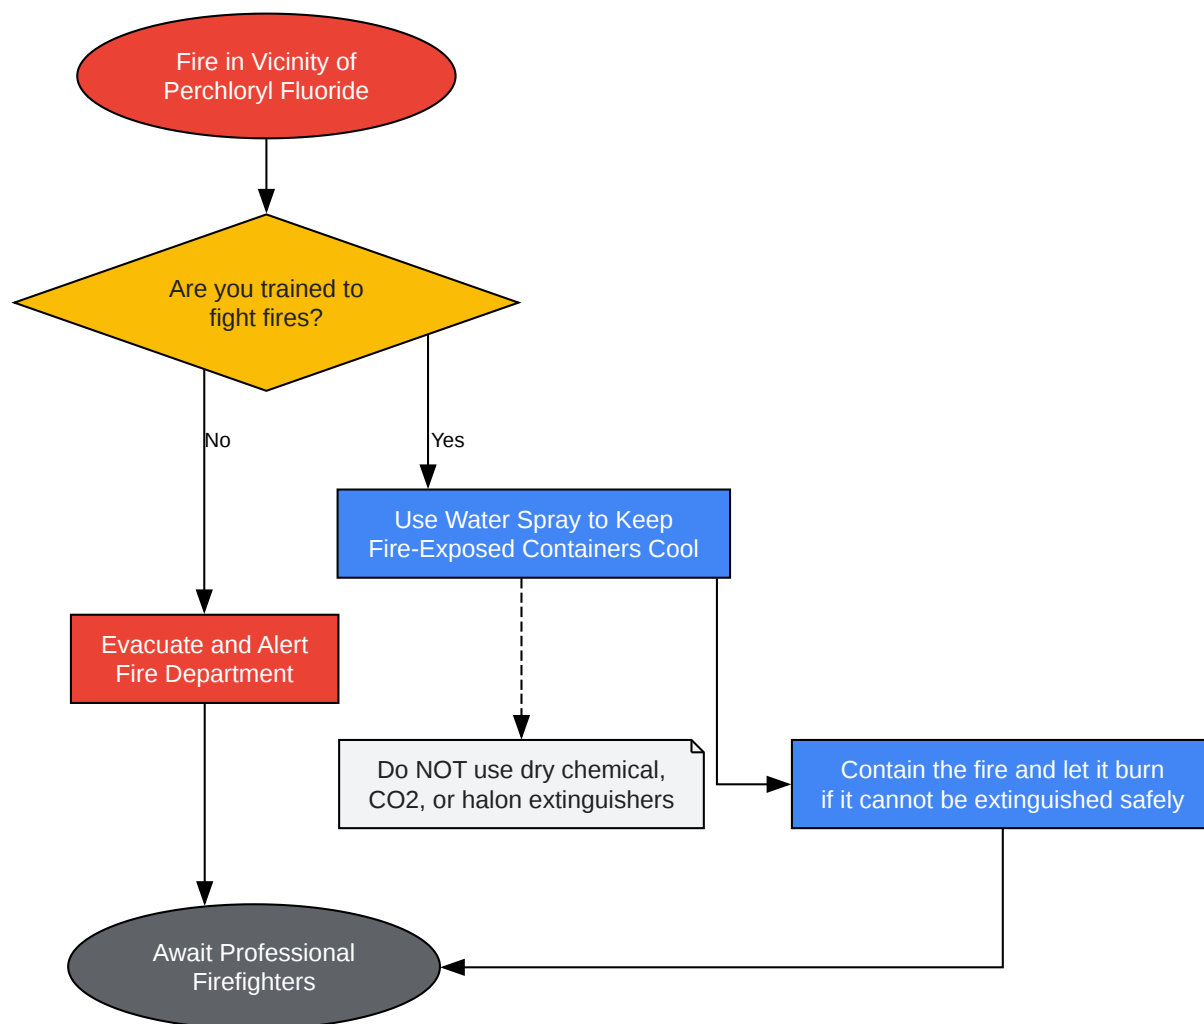 Fire in Vicinity of
Perchloryl Fluoride
Are you trained to
fight fires?
No
Yes
Use Water Spray to Keep
Fire-Exposed Containers Cool
Evacuate and Alert
Fire Department
Do NOT use dry chemical,
CO2, or halon extinguishers
Contain the fire and let it burn
if it cannot be extinguished safely
Await Professional
Firefighters